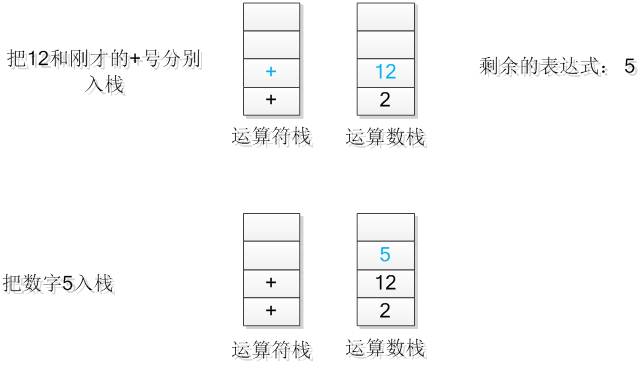 把12和刚才的+号分别
入栈
+
+
12
2
运算符栈
运算数栈
剩余的表达式： 5
把数字5入栈
+
+
5
12
2
运算符栈
运算数栈